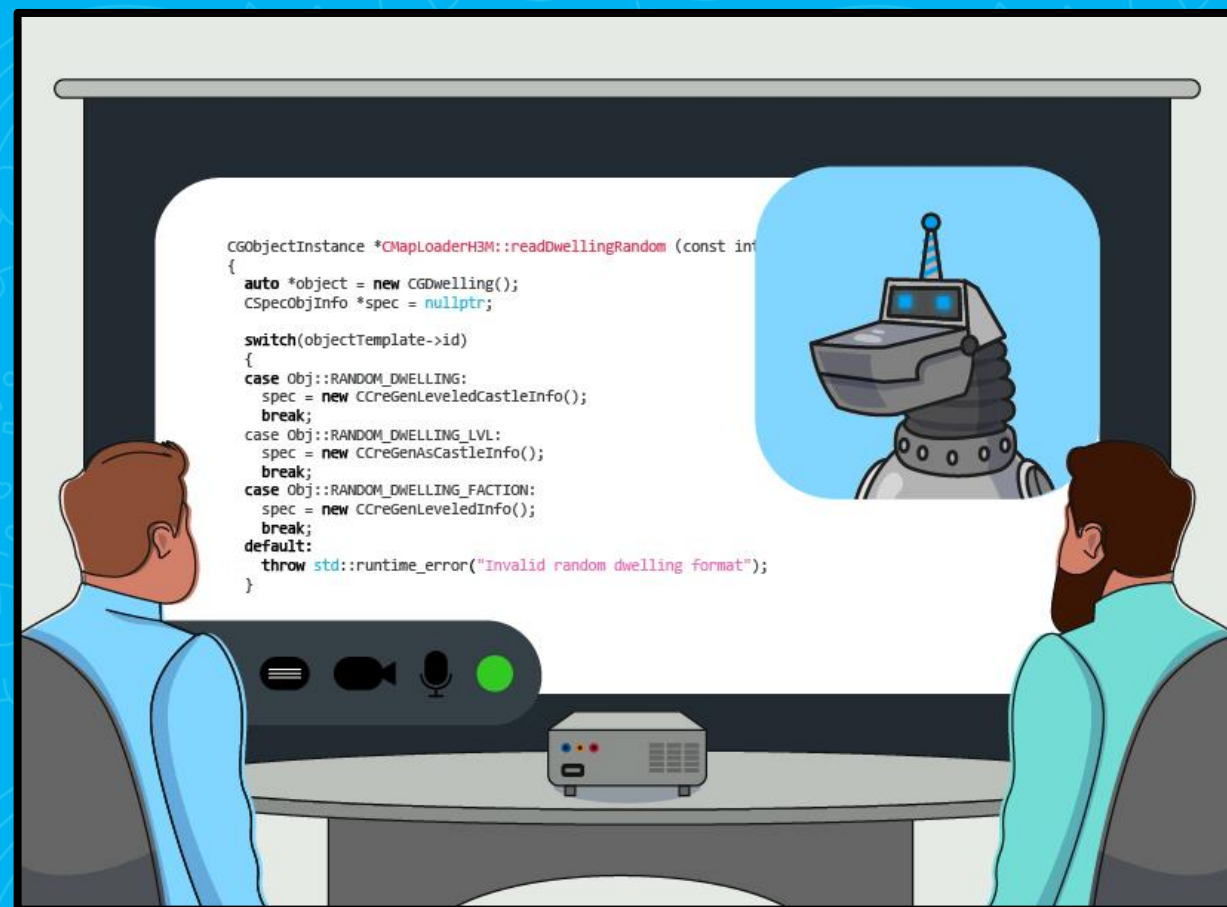 CGObjectInstance *CMapLoaderH3M::readDwellingRandom (const int
{
auto *object = new CGDwelling();
CSpecObjInfo *spec = nullptr;
switch(objectTemplate->id)
{
case Obj::RANDOM_DWELLING:
spec = new CCreGenLeveledCastleInfo();
break;
case Obj::RANDOM_DWELLING_LVL:
spec = new CCreGenAsCastleInfo();
break;
case Obj::RANDOM_DWELLING_FACTION:
spec = new CCreGenLeveledInfo();
break;
default:
throw std::runtime_error("Invalid random dwelling format");
}